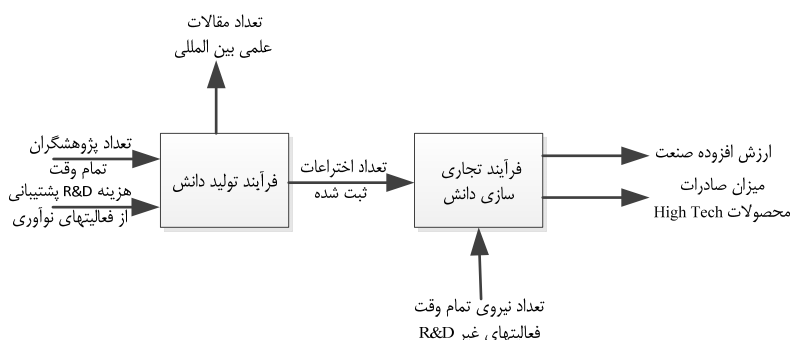 تعداد مقالات
علمی بین المللی
تعداد پژوهشگران
تمام وقت
هزینه R&D پشتیبانی
از فعالیتهای نوآوری
فرآیند تولید دانش
تعداد اختراعات
ثبت شده
فرآیند تجاری
سازی دانش
ارزش افزوده صنعت
میزان صادرات
محصولات High Tech
تعداد نیروی تمام وقت
فعالیتهای غیر R&D